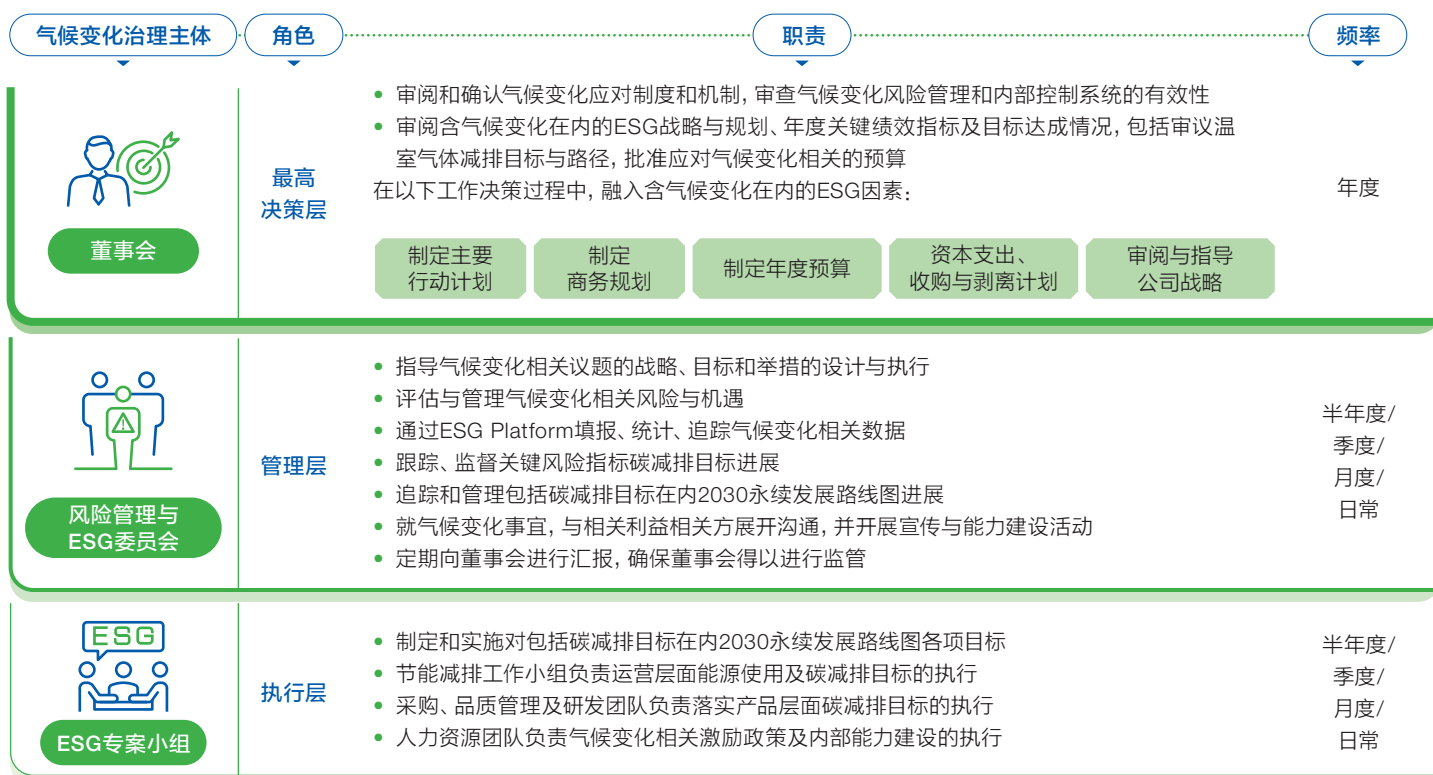 气候变化治理主体
角色
职责
频率
董事会
最高
决策层
• 审阅和确认气候变化应对制度和机制，审查气候变化风险管理和内部控制系统的有效性
• 审阅含气候变化在内的ESG战略与规划、年度关键绩效指标及目标达成情况，包括审议温
室气体减排目标与路径，批准应对气候变化相关的预算
在以下工作决策过程中，融入含气候变化在内的ESG因素：
制定主要
行动计划
制定
商务规划
制定年度预算
资本支出、
收购与剥离计划
审阅与指导
公司战略
年度
风险管理与
ESG委员会
管理层
• 指导气候变化相关议题的战略、目标和举措的设计与执行
• 评估与管理气候变化相关风险与机遇
• 通过ESG Platform填报、统计、追踪气候变化相关数据
• 跟踪、监督关键风险指标碳减排目标进展
• 追踪和管理包括碳减排目标在内2030永续发展路线图进展
• 就气候变化事宜，与相关利益相关方展开沟通，并开展宣传与能力建设活动
• 定期向董事会进行汇报，确保董事会得以进行监管
半年度/
季度/
月度/
日常
ESG
ESG专案小组
执行层
• 制定和实施对包括碳减排目标在内2030永续发展路线图各项目标
• 节能减排工作小组负责运营层面能源使用及碳减排目标的执行
• 采购、品质管理及研发团队负责落实产品层面碳减排目标的执行
• 人力资源团队负责气候变化相关激励政策及内部能力建设的执行
半年度/
季度/
月度/
日常